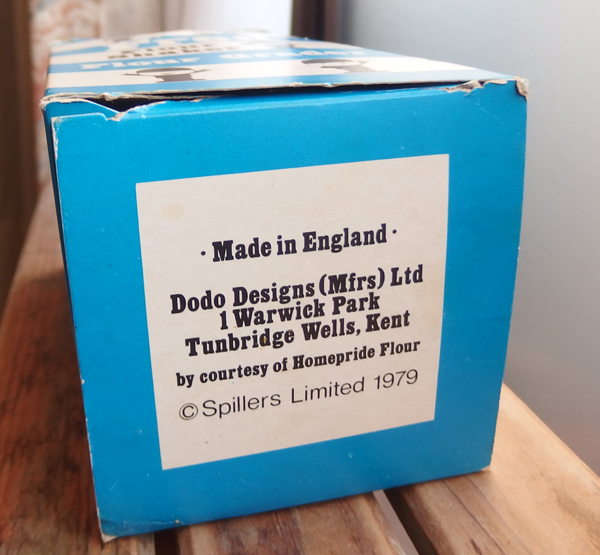 · Made in England ·
Dodo Designs (Mfrs) Ltd
1 Warwick Park
Tunbridge Wells, Kent
by courtesy of Homepride Flour
© Spillers Limited 1979